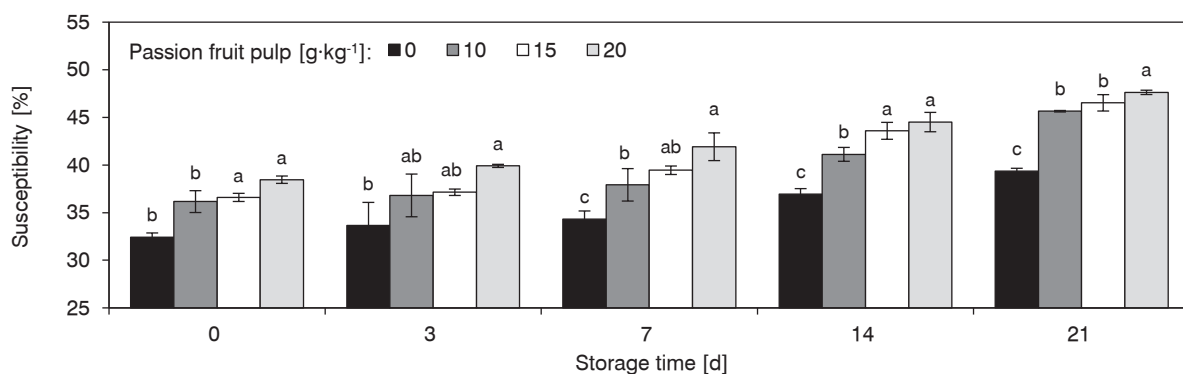 55
50
45
40
35
30
25
Susceptibility [%]
Passion fruit pulp [g·kg⁻¹]: 0 10 15 20
b b a a
b ab ab a
c b ab a
c b a a
c b b a
0 3 7 14 21
Storage time [d]